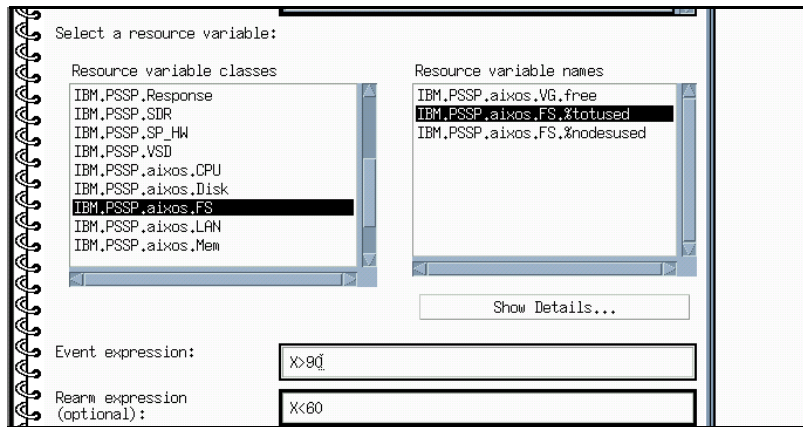 Select a resource variable:
Resource variable classes
IBM.PSSP.Response
IBM.PSSP.SDR
IBM.PSSP.SP_HW
IBM.PSSP.VSD
IBM.PSSP.aixos.CPU
IBM.PSSP.aixos.Disk
IBM.PSSP.aixos.FS
IBM.PSSP.aixos.LAN
IBM.PSSP.aixos.Mem
Resource variable names
IBM.PSSP.aixos.VG.free
IBM.PSSP.aixos.FS.%totused
IBM.PSSP.aixos.FS.%nodesused
Show Details...
Event expression:
X>90
Rearm expression
(optional):
X<60